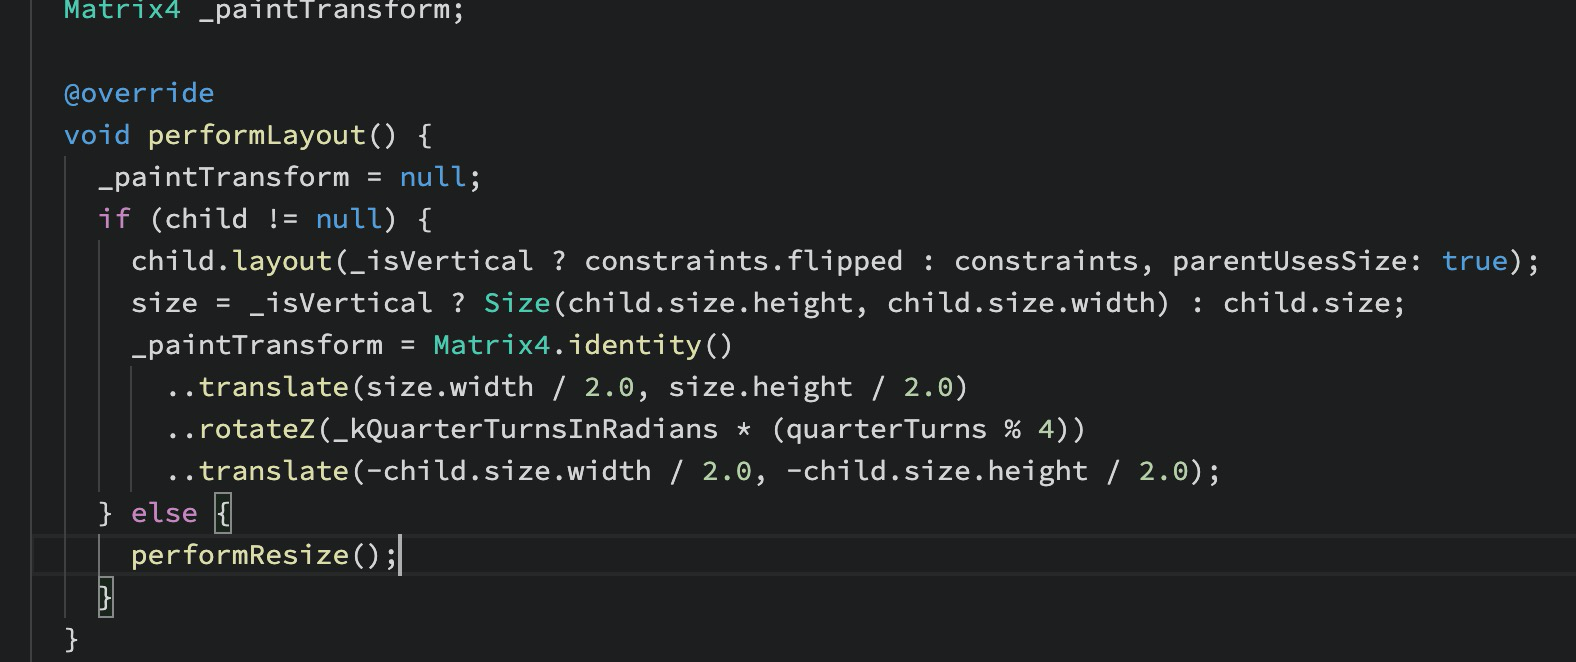 Matrix4 _paintTransform;
@override
void performLayout() {
_paintTransform = null;
if (child != null) {
child.layout(_isVertical ? constraints.flipped : constraints, parentUsesSize: true);
size = _isVertical ? Size(child.size.height, child.size.width) : child.size;
_paintTransform = Matrix4.identity()
..translate(size.width / 2.0, size.height / 2.0)
..rotateZ(_kQuarterTurnsInRadians * (quarterTurns % 4))
..translate(-child.size.width / 2.0, -child.size.height / 2.0);
} else {
performResize();
}
}